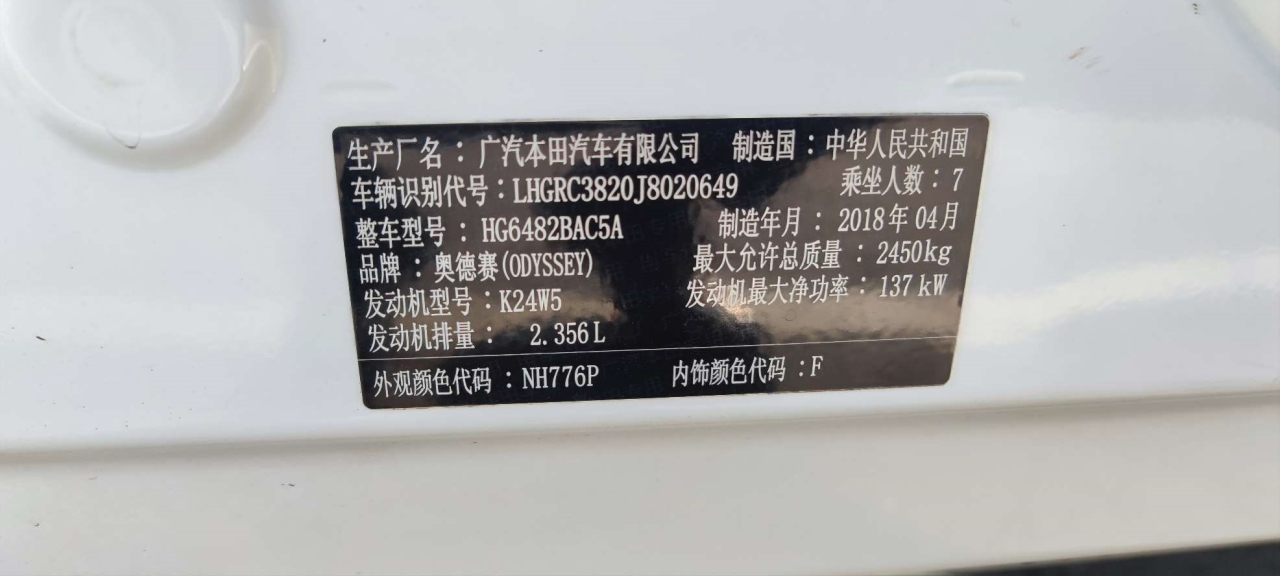 生产厂名：广汽本田汽车有限公司 制造国：中华人民共和国
车辆识别代号：LHGRC3820J8020649 乘坐人数：7
整车型号：HG6482BAC5A 制造年月：2018年04月
品牌：奥德赛(ODYSSEY) 最大允许总质量：2450kg
发动机型号：K24W5 发动机最大净功率：137kW
发动机排量：2.356L
外观颜色代码：NH776P 内饰颜色代码：F